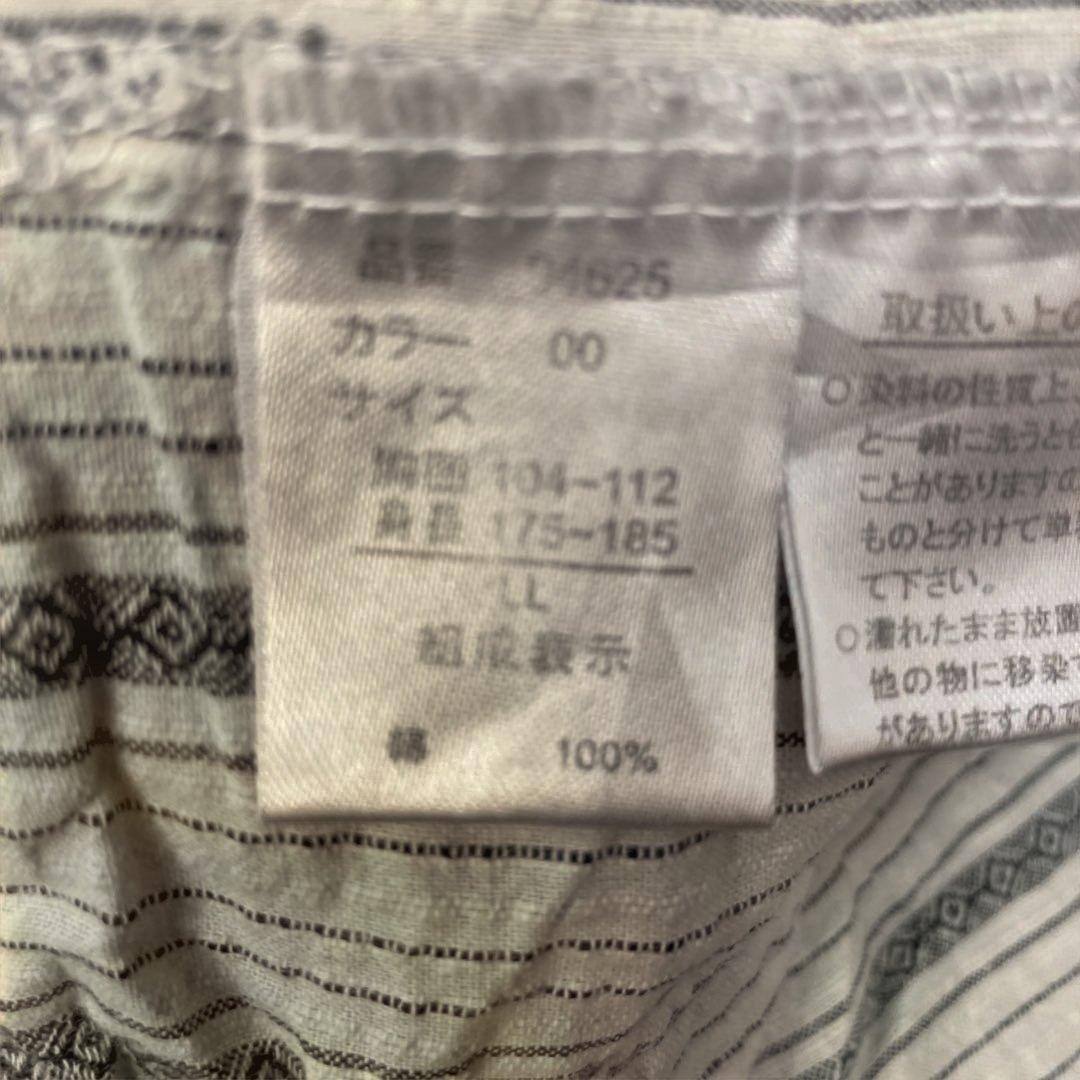 品番 4625
カラー 00
サイズ
胸囲 104-112
身長 175-185
LL
組成表示
綿 100%
取扱い上の
○染料の性質上、
と一緒に洗うと色
ことがありますの
ものと分けて単
て下さい。
○濡れたまま放置
他の物に移染
がありますので